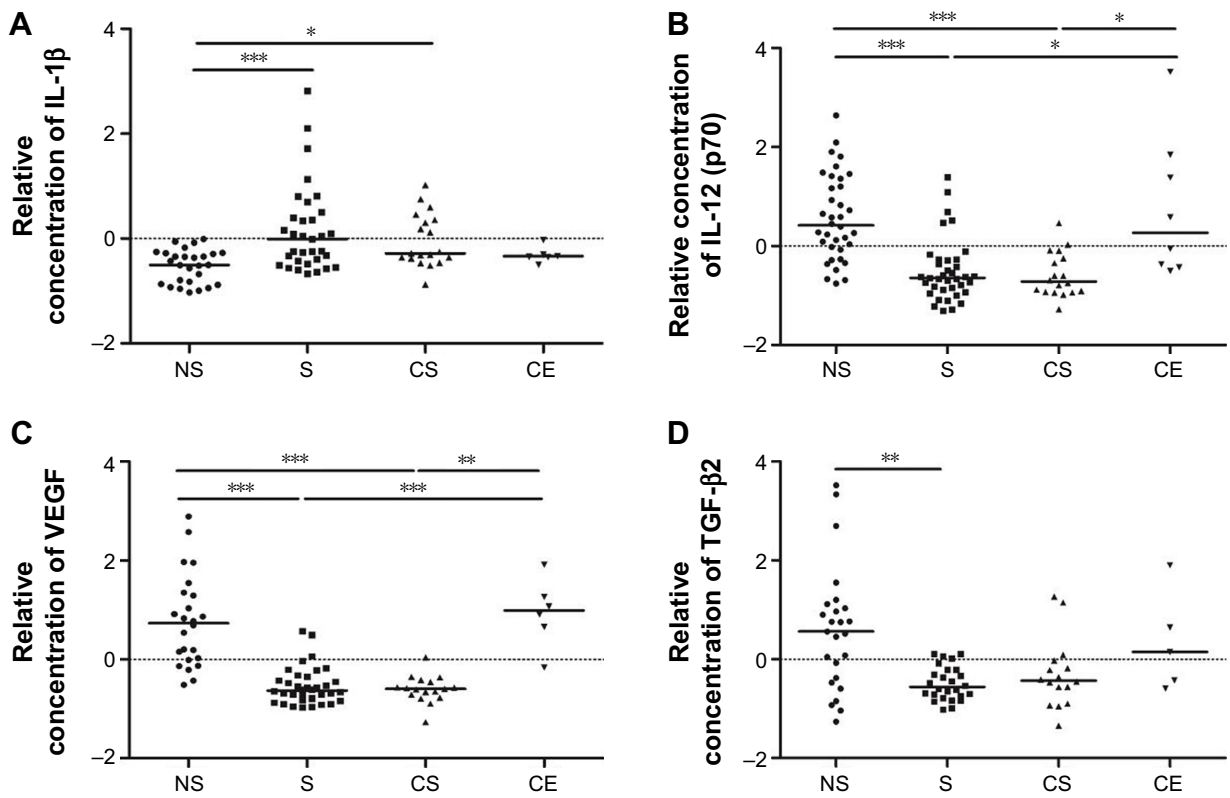 A
Relative
concentration of IL-1β
4
2
0
–2
*
***
NS S CS CE
B
Relative concentration
of IL-12 (p70)
4
2
0
–2
*** *
*** *
NS S CS CE
C
Relative
concentration of VEGF
4
2
0
–2
*** **
*** ***
NS S CS CE
D
Relative
concentration of TGF-β2
4
2
0
–2
**
NS S CS CE